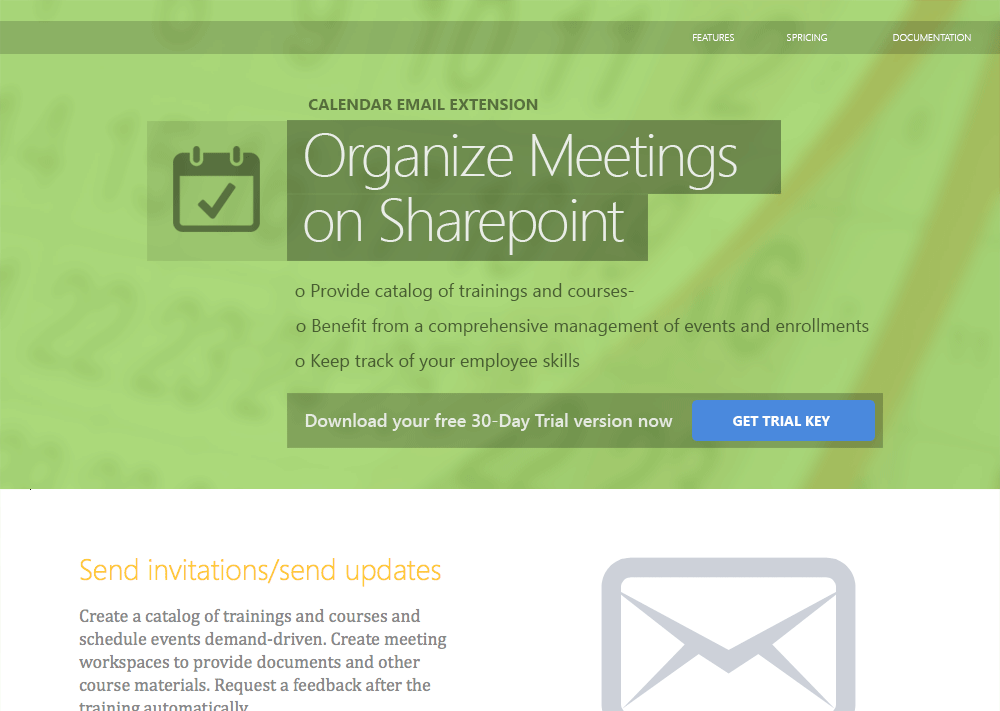 FEATURES SPRICING DOCUMENTATION
CALENDAR EMAIL EXTENSION
Organize Meetings
on Sharepoint
o Provide catalog of trainings and courses-
o Benefit from a comprehensive management of events and enrollments
o Keep track of your employee skills
Download your free 30-Day Trial version now GET TRIAL KEY
Send invitations/send updates
Create a catalog of trainings and courses and
schedule events demand-driven. Create meeting
workspaces to provide documents and other
course materials. Request a feedback after the
training automatically